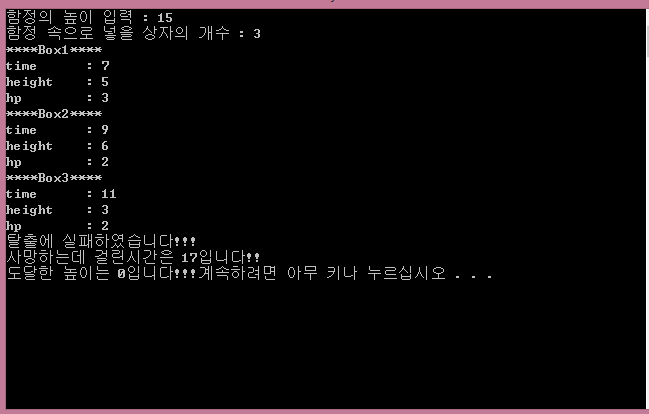 함정의 높이 입력 : 15
함정 속으로 넣을 상자의 개수 : 3
****Box1****
time : 7
height : 5
hp : 3
****Box2****
time : 9
height : 6
hp : 2
****Box3****
time : 11
height : 3
hp : 2
탈출에 실패하였습니다!!!
사망하는데 걸린시간은 17입니다!!
도달한 높이는 0입니다!!!계속하려면 아무 키나 누르십시오 . . .